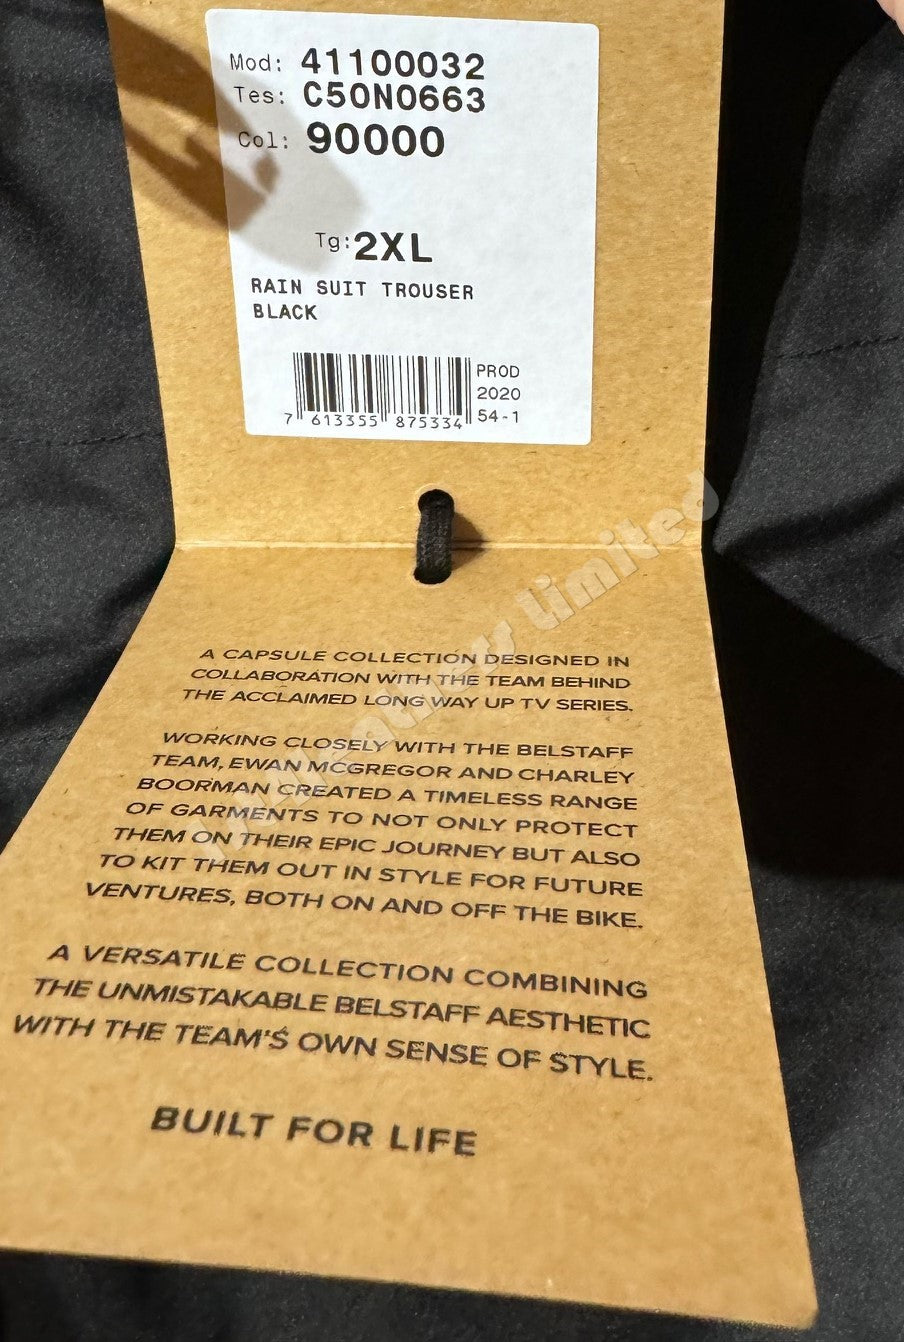 Mod: 41100032
Tes: C50N0663
Col: 90000
Tg: 2XL
RAIN SUIT TROUSER
BLACK
PROD
2020
54-1
7 613355 875334
A CAPSULE COLLECTION DESIGNED IN
COLLABORATION WITH THE TEAM BEHIND
THE ACCLAIMED LONG WAY UP TV SERIES.
WORKING CLOSELY WITH THE BELSTAFF
TEAM, EWAN MCGREGOR AND CHARLEY
BOORMAN CREATED A TIMELESS RANGE
OF GARMENTS TO NOT ONLY PROTECT
THEM ON THEIR EPIC JOURNEY BUT ALSO
TO KIT THEM OUT IN STYLE FOR FUTURE
VENTURES, BOTH ON AND OFF THE BIKE.
A VERSATILE COLLECTION COMBINING
THE UNMISTAKABLE BELSTAFF AESTHETIC
WITH THE TEAM'S OWN SENSE OF STYLE.
BUILT FOR LIFE
Limited